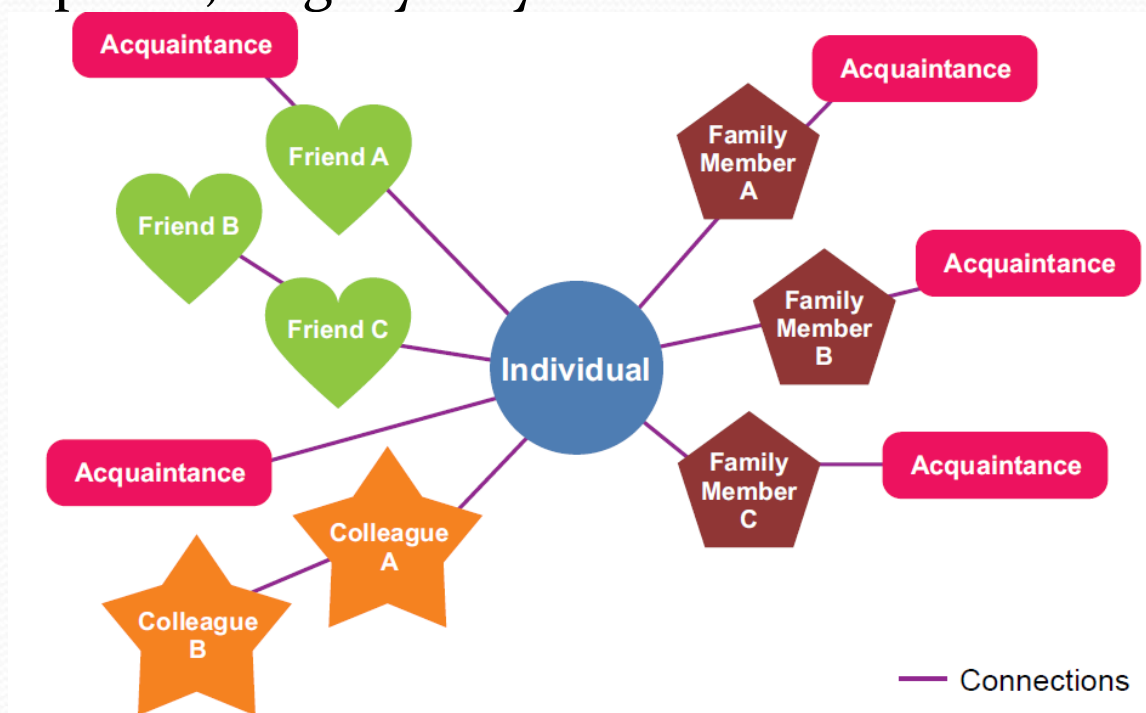 Acquaintance
Acquaintance
Friend A
Family
Member
A
Friend B
Acquaintance
Family
Member
B
Friend C
Individual
Acquaintance
Family
Member
C
Acquaintance
Colleague
A
Colleague
B
Connections